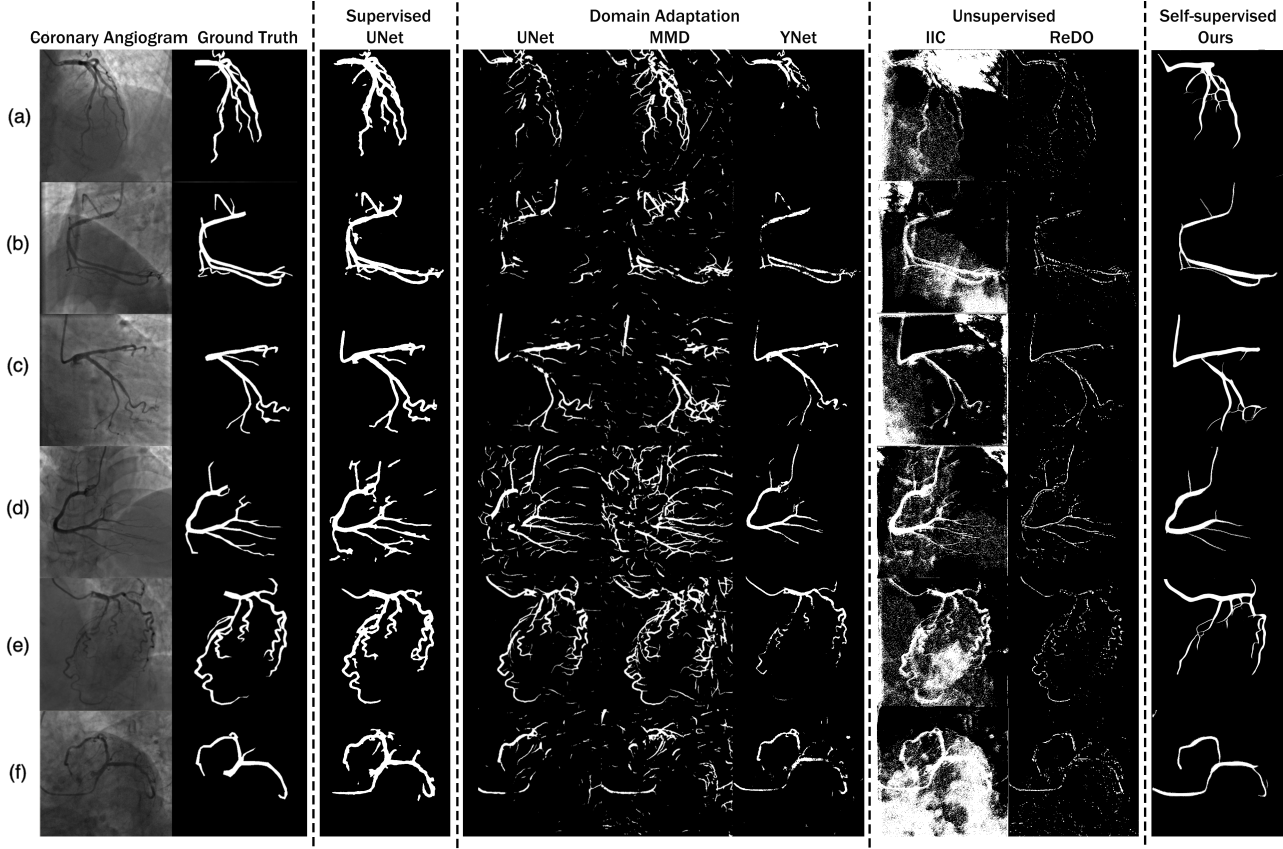 Supervised Domain Adaptation Unsupervised Self-supervised
Coronary Angiogram Ground Truth UNet UNet MMD YNet IIC ReDO Ours
(a)
(b)
(c)
(d)
(e)
(f)